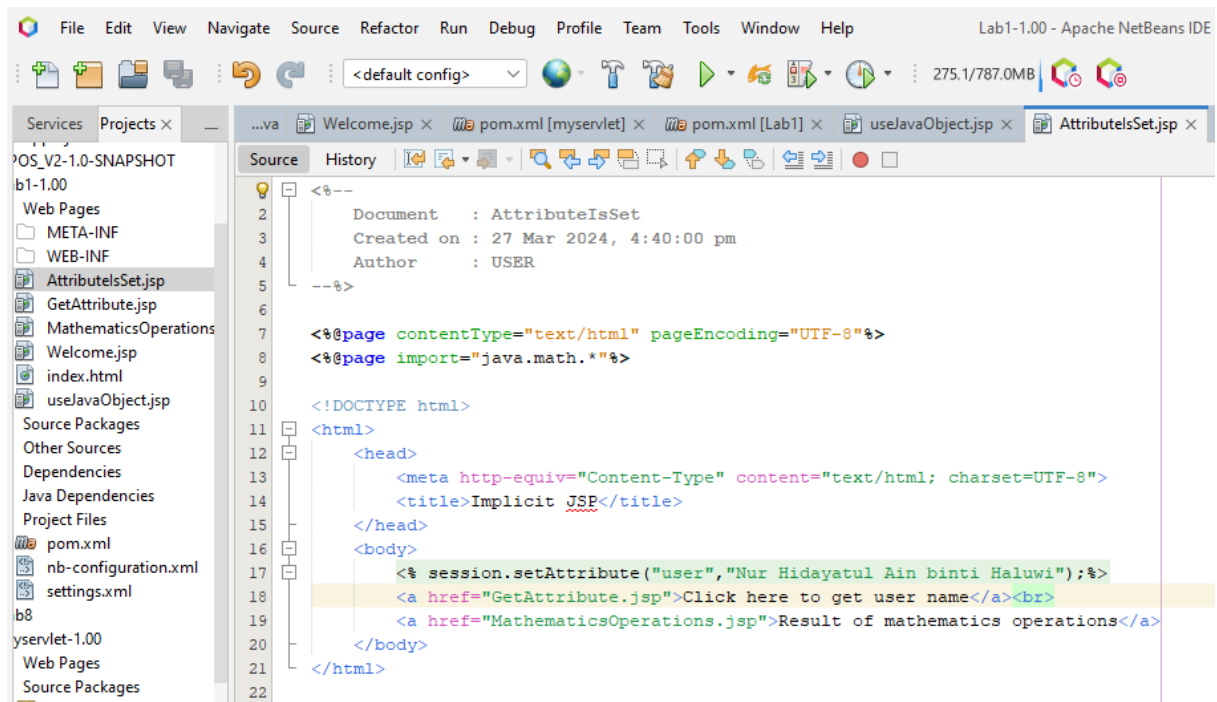 File Edit View Navigate Source Refactor Run Debug Profile Team Tools Window Help Lab1-1.00 - Apache NetBeans IDE
<default config> 275.1/787.0MB
Services Projects ...va Welcome.jsp pom.xml [myservlet] pom.xml [Lab1] useJavaObject.jsp AttributeIsSet.jsp
Source History
POS_V2-1.0-SNAPSHOT
b1-1.00
Web Pages
META-INF
WEB-INF
AttributeIsSet.jsp
GetAttribute.jsp
MathematicsOperations
Welcome.jsp
index.html
useJavaObject.jsp
Source Packages
Other Sources
Dependencies
Java Dependencies
Project Files
pom.xml
nb-configuration.xml
settings.xml
b8
yservlet-1.00
Web Pages
Source Packages
<%--
2 Document : AttributeIsSet
3 Created on : 27 Mar 2024, 4:40:00 pm
4 Author : USER
5 --%>
6
7 <%@page contentType="text/html" pageEncoding="UTF-8"%>
8 <%@page import="java.math.*"%>
9
10 <!DOCTYPE html>
11 <html>
12 <head>
13 <meta http-equiv="Content-Type" content="text/html; charset=UTF-8">
14 <title>Implicit JSP</title>
15 </head>
16 <body>
17 <% session.setAttribute("user","Nur Hidayatul Ain binti Haluwi");%>
18 <a href="GetAttribute.jsp">Click here to get user name</a><br>
19 <a href="MathematicsOperations.jsp">Result of mathematics operations</a>
20 </body>
21 </html>
22